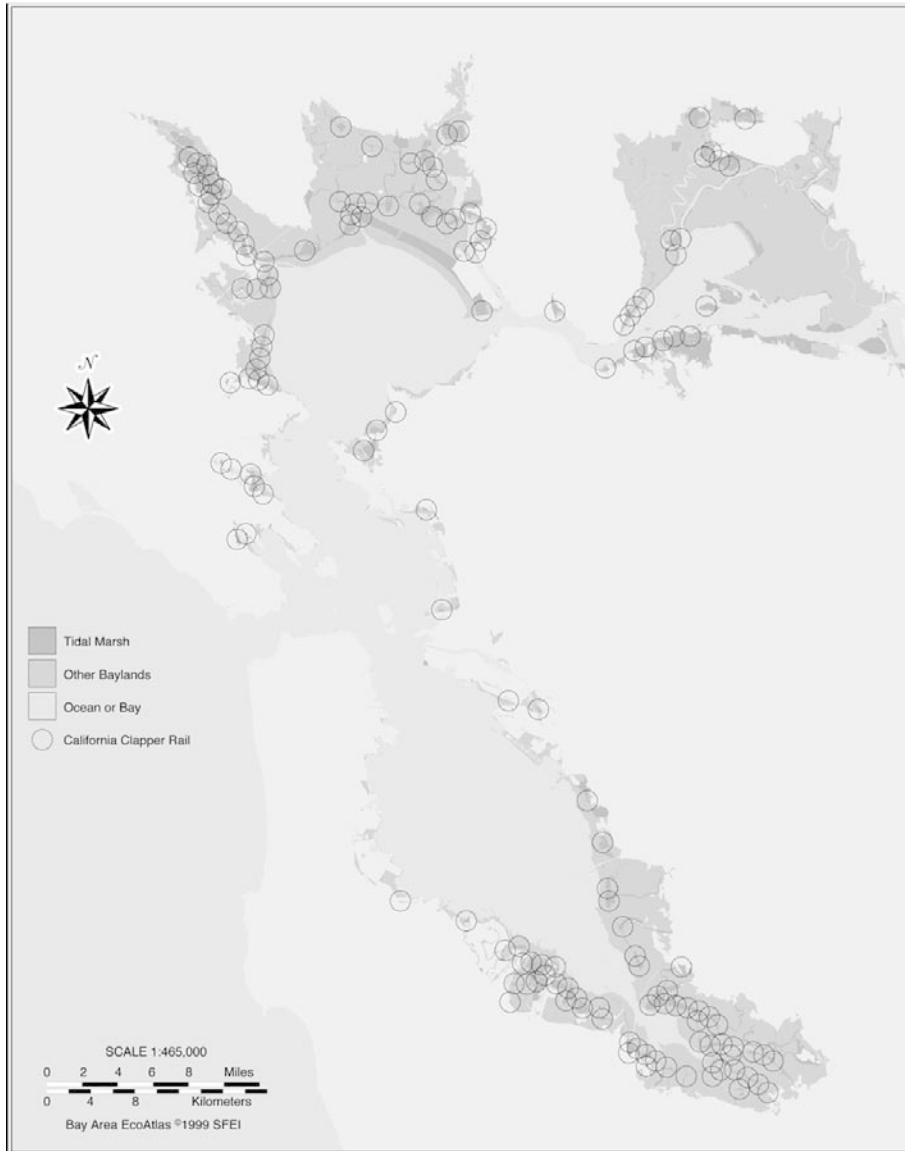 N
Tidal Marsh
Other Baylands
Ocean or Bay
California Clapper Rail
SCALE 1:465,000
0 2 4 6 8 Miles
0 4 8 Kilometers
Bay Area EcoAtlas ©1999 SFEI